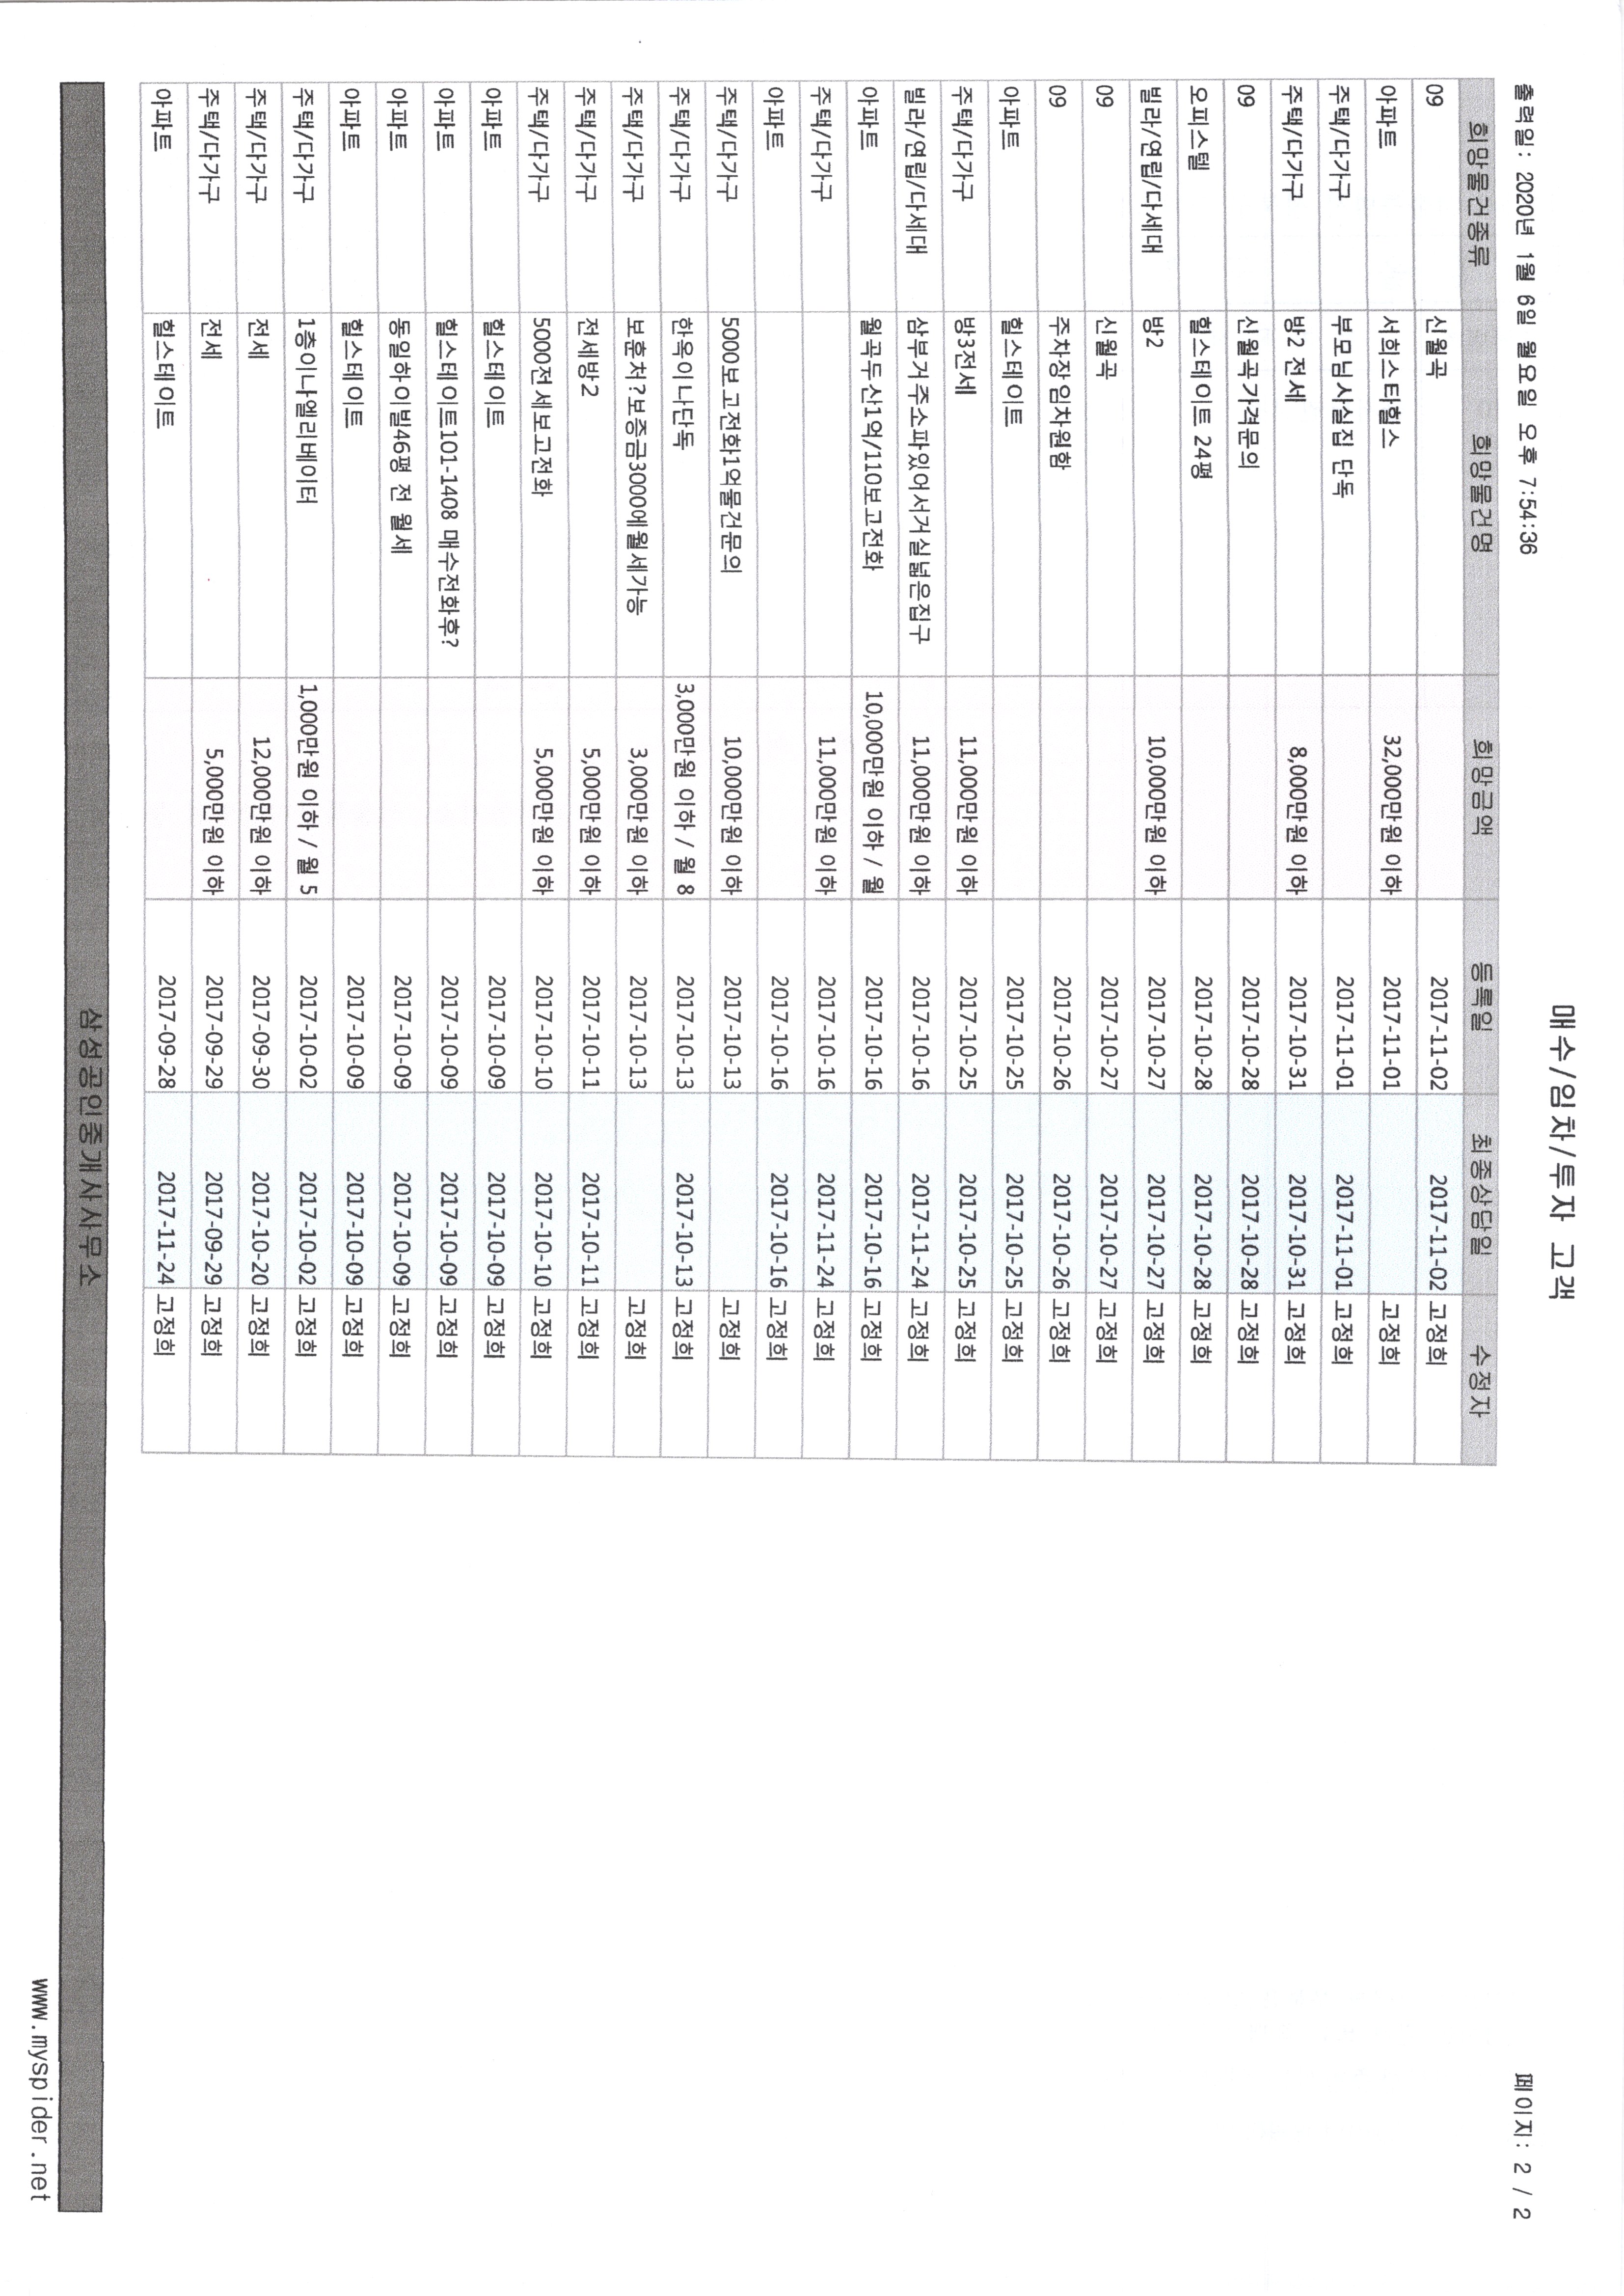 매수/임차/투자 고객
출력일: 2020년 1월 6일 월요일 오후 7:54:36 페이지: 2 / 2
희망물건종류 희망물건명 희망금액 등록일 최종상담일 수정자
09 신월곡 2017-11-02 2017-11-02 고정희
아파트 서희스타힐스 32,000만원 이하 2017-11-01 고정희
주택/다가구 부모님사실집 단독 2017-11-01 2017-11-01 고정희
주택/다가구 방2 전세 8,000만원 이하 2017-10-31 2017-10-31 고정희
09 신월곡가격문의 2017-10-28 2017-10-28 고정희
오피스텔 힐스테이트 24평 2017-10-28 2017-10-28 고정희
빌라/연립/다세대 방2 10,000만원 이하 2017-10-27 2017-10-27 고정희
09 신월곡 2017-10-27 2017-10-27 고정희
09 주차장임차원함 2017-10-26 2017-10-26 고정희
아파트 힐스테이트 2017-10-25 2017-10-25 고정희
주택/다가구 방3전세 11,000만원 이하 2017-10-25 2017-10-25 고정희
빌라/연립/다세대 삼부거주소파있어서거실넓은집구 11,000만원 이하 2017-10-16 2017-11-24 고정희
아파트 월곡두산1억/110보고전화 10,000만원 이하 / 월 2017-10-16 2017-10-16 고정희
주택/다가구 11,000만원 이하 2017-10-16 2017-11-24 고정희
아파트 2017-10-16 2017-10-16 고정희
주택/다가구 5000보고전화1억물건문의 10,000만원 이하 2017-10-13 고정희
주택/다가구 한옥이나단독 3,000만원 이하 / 월 8 2017-10-13 2017-10-13 고정희
주택/다가구 보훈처?보증금3000에월세가능 3,000만원 이하 2017-10-13 고정희
주택/다가구 전세방2 5,000만원 이하 2017-10-11 2017-10-11 고정희
주택/다가구 5000전세보고전화 5,000만원 이하 2017-10-10 2017-10-10 고정희
아파트 힐스테이트 2017-10-09 2017-10-09 고정희
아파트 힐스테이트101-1408 매수전화후? 2017-10-09 2017-10-09 고정희
아파트 동일하이빌46평 전 월세 2017-10-09 2017-10-09 고정희
아파트 힐스테이트 2017-10-09 2017-10-09 고정희
주택/다가구 1층이나엘리베이터 1,000만원 이하 / 월 5 2017-10-02 2017-10-02 고정희
주택/다가구 전세 12,000만원 이하 2017-09-30 2017-10-20 고정희
주택/다가구 전세 5,000만원 이하 2017-09-29 2017-09-29 고정희
아파트 힐스테이트 2017-09-28 2017-11-24 고정희
삼성공인중개사사무소
www.myspider.net